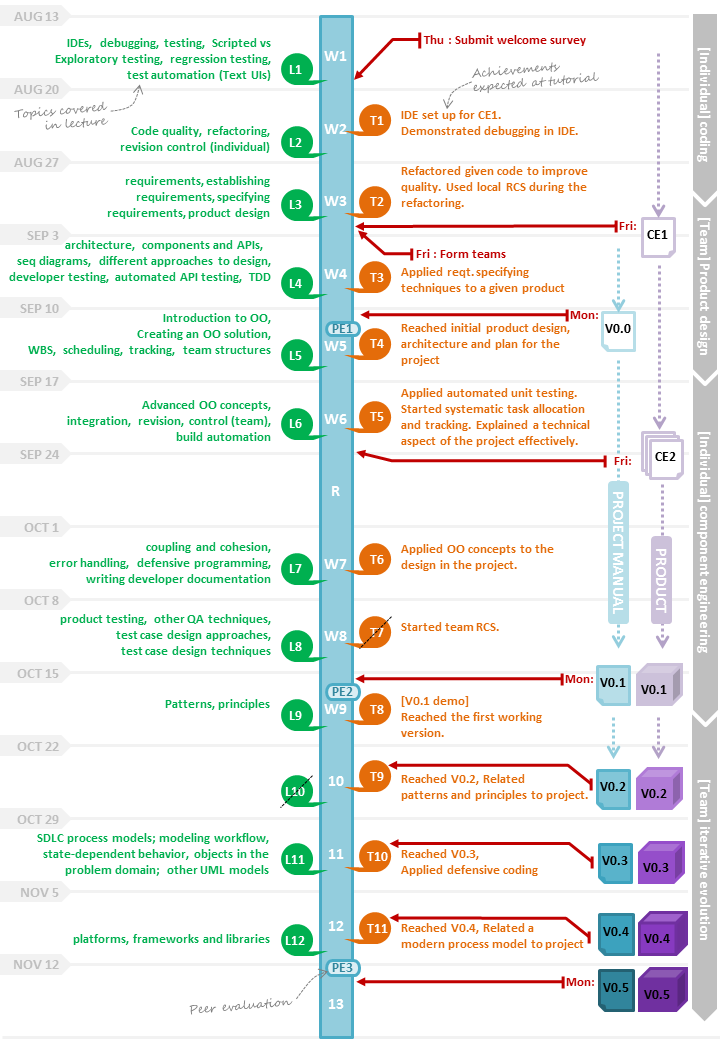 AUG 13
IDEs, debugging, testing, Scripted vs
Exploratory testing, regression testing,
test automation (Text UIs)
L1
W1
Thu : Submit welcome survey
[Individual] coding
AUG 20
Topics covered
in lecture
Achievements
expected at tutorial
Code quality, refactoring,
revision control (individual)
L2
W2
T1
IDE set up for CE1.
Demonstrated debugging in IDE.
AUG 27
requirements, establishing
requirements, specifying
requirements, product design
L3
W3
T2
Refactored given code to improve
quality. Used local RCS during the
refactoring.
Fri:
CE1
[Team] Product design
SEP 3
architecture, components and APIs,
seq diagrams, different approaches to design,
developer testing, automated API testing, TDD
L4
W4
Fri : Form teams
T3
Applied reqt. specifying
techniques to a given product
SEP 10
Introduction to OO,
Creating an OO solution,
WBS, scheduling, tracking, team structures
L5
PE1
W5
Mon:
V0.0
T4
Reached initial product design,
architecture and plan for the
project
SEP 17
Advanced OO concepts,
integration, revision, control (team),
build automation
L6
W6
T5
Applied automated unit testing.
Started systematic task allocation
and tracking. Explained a technical
aspect of the project effectively.
[Individual] component engineering
SEP 24
Fri:
CE2
R
PROJECT MANUAL
PRODUCT
OCT 1
coupling and cohesion,
error handling, defensive programming,
writing developer documentation
L7
W7
T6
Applied OO concepts to the
design in the project.
OCT 8
product testing, other QA techniques,
test case design approaches,
test case design techniques
L8
W8
T7
Started team RCS.
OCT 15
Patterns, principles
L9
PE2
W9
Mon:
V0.1
V0.1
T8
[V0.1 demo]
Reached the first working
version.
[Team] iterative evolution
OCT 22
L10
10
T9
Reached V0.2, Related
patterns and principles to project.
V0.2
V0.2
OCT 29
SDLC process models; modeling workflow,
state-dependent behavior, objects in the
problem domain; other UML models
L11
11
T10
Reached V0.3,
Applied defensive coding
V0.3
V0.3
NOV 5
platforms, frameworks and libraries
L12
12
T11
Reached V0.4, Related a
modern process model to project
V0.4
V0.4
NOV 12
PE3
Peer evaluation
13
Mon:
V0.5
V0.5